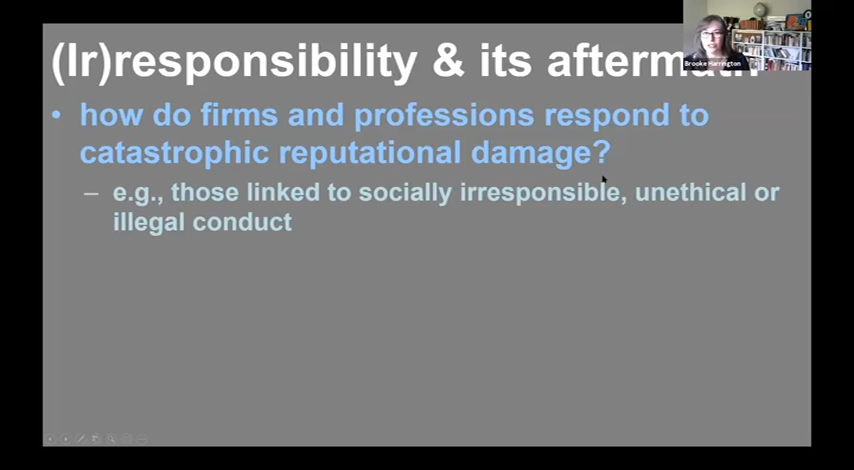 (Ir)responsibility & its aftermath
Brooke Harrington
• how do firms and professions respond to
catastrophic reputational damage?
– e.g., those linked to socially irresponsible, unethical or
illegal conduct